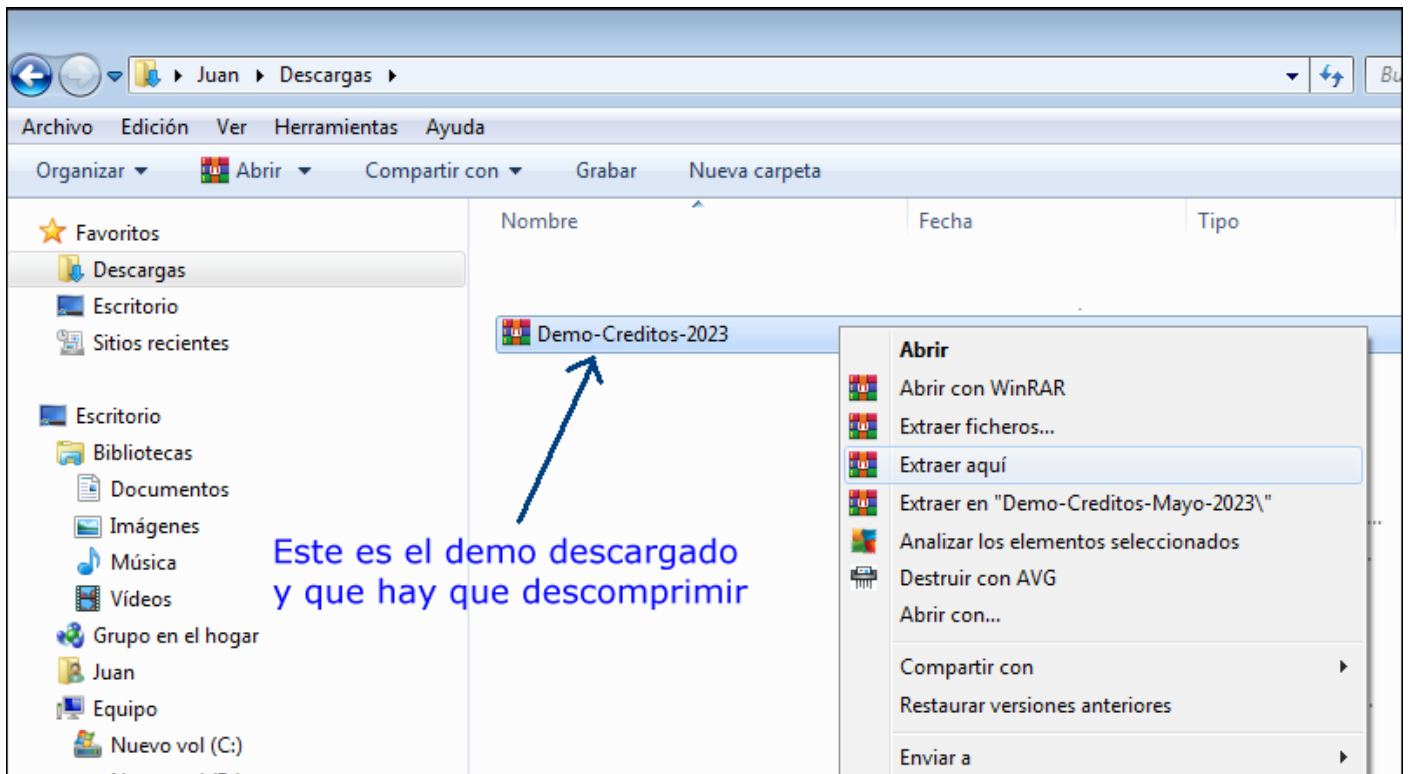 Juan
Descargas
Archivo Edición Ver Herramientas Ayuda
Organizar Abrir Compartir con Grabar Nueva carpeta
Nombre Fecha Tipo
Favoritos
Descargas
Escritorio
Sitios recientes
Escritorio
Bibliotecas
Documentos
Imágenes
Música
Vídeos
Grupo en el hogar
Juan
Equipo
Nuevo vol (C:)
Demo-Creditos-2023
Este es el demo descargado
y que hay que descomprimir
Abrir
Abrir con WinRAR
Extraer ficheros...
Extraer aquí
Extraer en "Demo-Creditos-Mayo-2023\"
Analizar los elementos seleccionados
Destruir con AVG
Abrir con...
Compartir con
Restaurar versiones anteriores
Enviar a